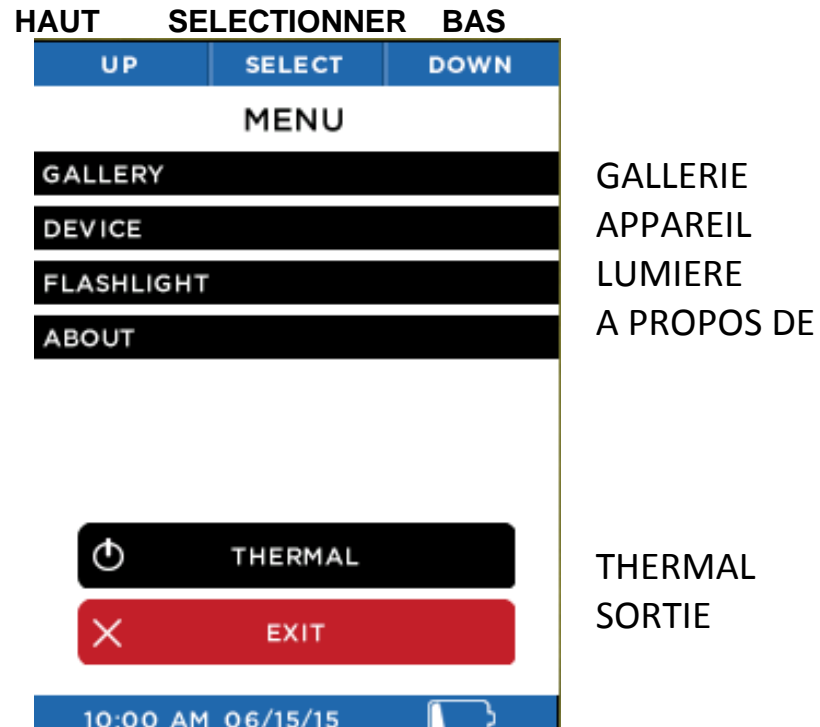 HAUT SELECTIONNER BAS
UP SELECT DOWN
MENU
GALLERY GALLERIE
DEVICE APPAREIL
FLASHLIGHT LUMIERE
ABOUT A PROPOS DE
THERMAL THERMAL
EXIT SORTIE
10:00 AM 06/15/15